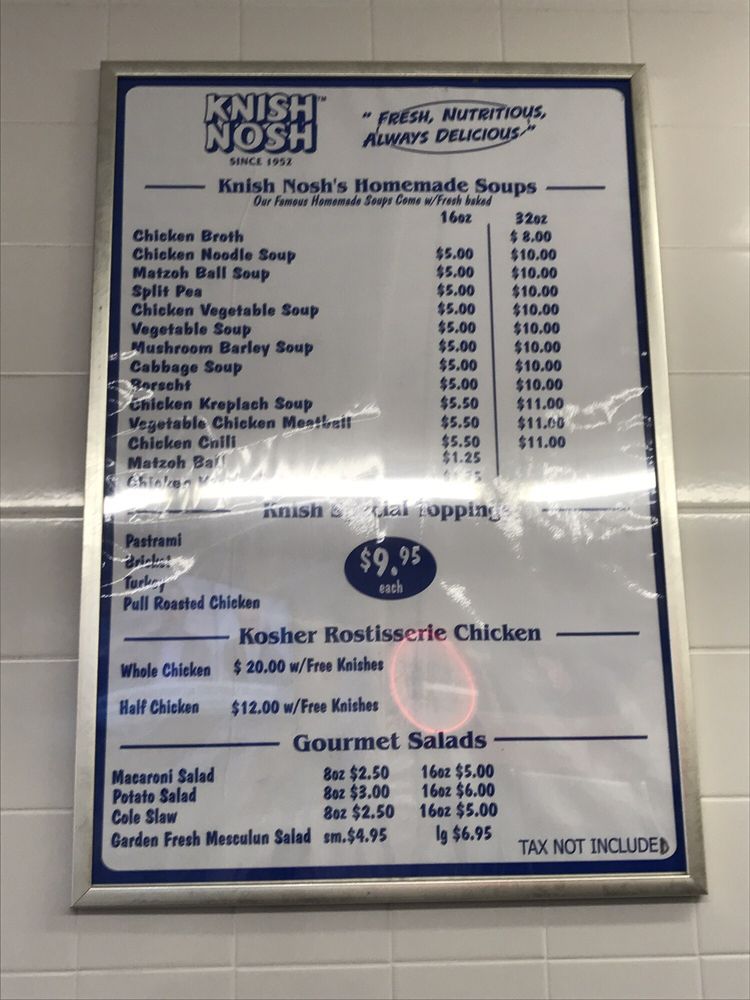 KNISH NOSH™
SINCE 1952
"FRESH, NUTRITIOUS,
ALWAYS DELICIOUS."
Knish Nosh's Homemade Soups
Our Famous Homemade Soups Come w/Fresh baked
16oz 32oz
Chicken Broth $ 8.00
Chicken Noodle Soup $5.00 $10.00
Matzoh Ball Soup $5.00 $10.00
Split Pea $5.00 $10.00
Chicken Vegetable Soup $5.00 $10.00
Vegetable Soup $5.00 $10.00
Mushroom Barley Soup $5.00 $10.00
Cabbage Soup $5.00 $10.00
Borscht $5.00 $10.00
Chicken Kreplach Soup $5.50 $11.00
Vegetable Chicken Meatball $5.50 $11.00
Chicken Chili $5.50 $11.00
Matzoh Ball $1.25
Chicken
Knish Special Toppings
Pastrami
Brisket
Turkey
Pull Roasted Chicken
$9.95
each
Kosher Rostisserie Chicken
Whole Chicken $ 20.00 w/Free Knishes
Half Chicken $12.00 w/Free Knishes
Gourmet Salads
Macaroni Salad 8oz $2.50 16oz $5.00
Potato Salad 8oz $3.00 16oz $6.00
Cole Slaw 8oz $2.50 16oz $5.00
Garden Fresh Mesculun Salad sm.$4.95 lg $6.95
TAX NOT INCLUDED